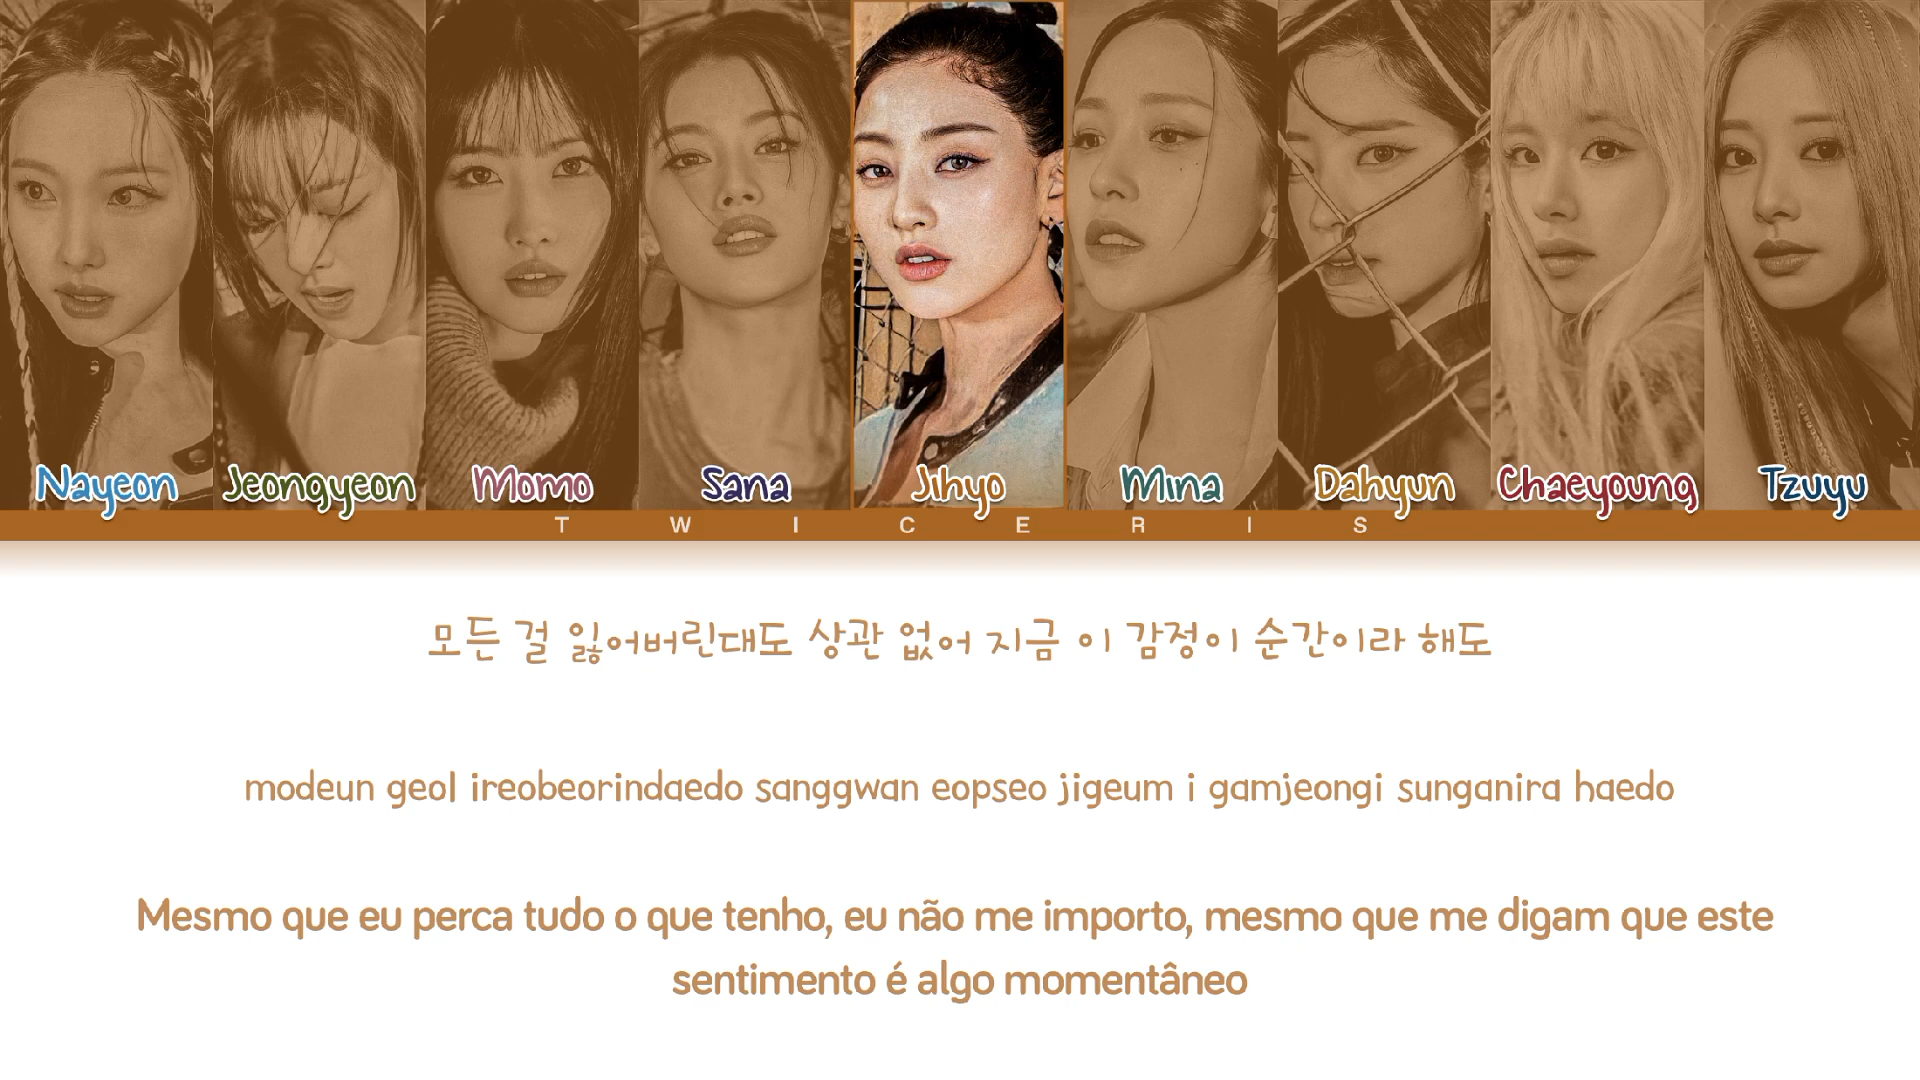 Nayeon Jeongyeon Momo Sana Jihyo Mina Dahyun Chaeyoung Tzuyu
T W I C E R I S
모든 걸 잃어버린대도 상관 없어 지금 이 감정이 순간이라 해도
modeun geol ireobeorindaedo sanggwan eopseo jigeum i gamjeongi sunganira haedo
Mesmo que eu perca tudo o que tenho, eu não me importo, mesmo que me digam que este
sentimento é algo momentâneo